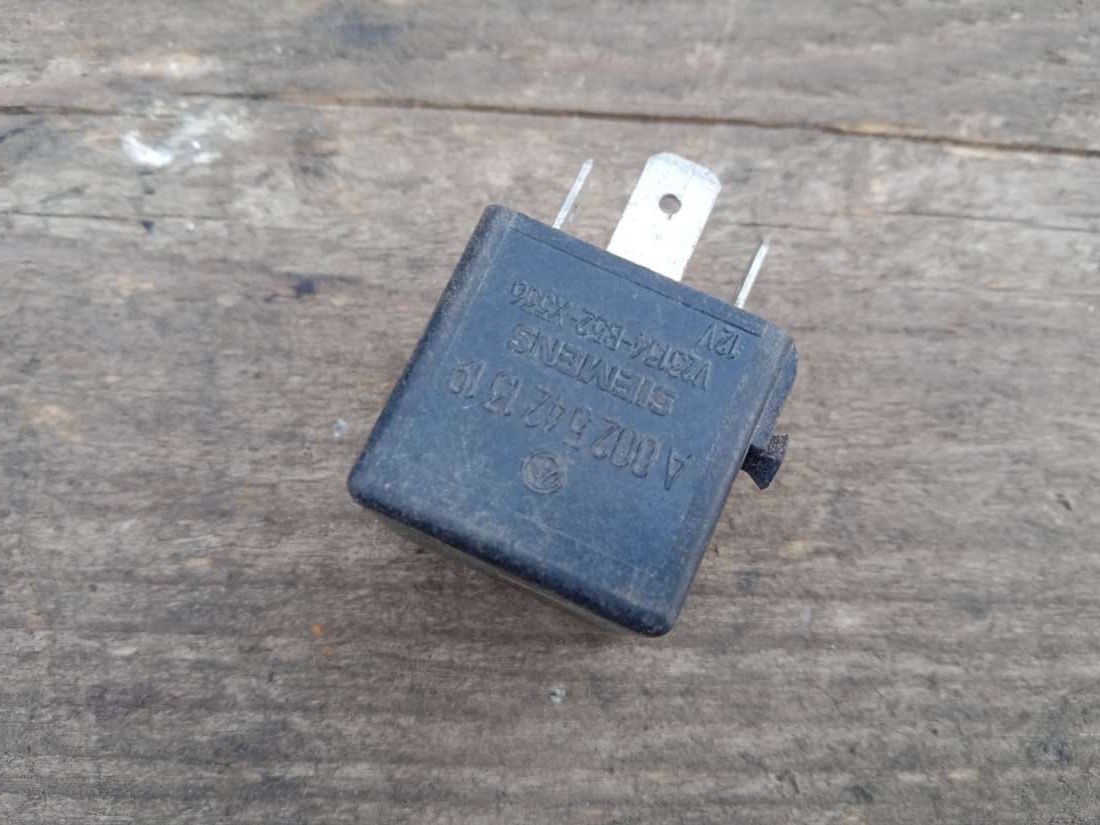 A 002 542 13 19
SIEMENS
V23134-B52-X336
12V